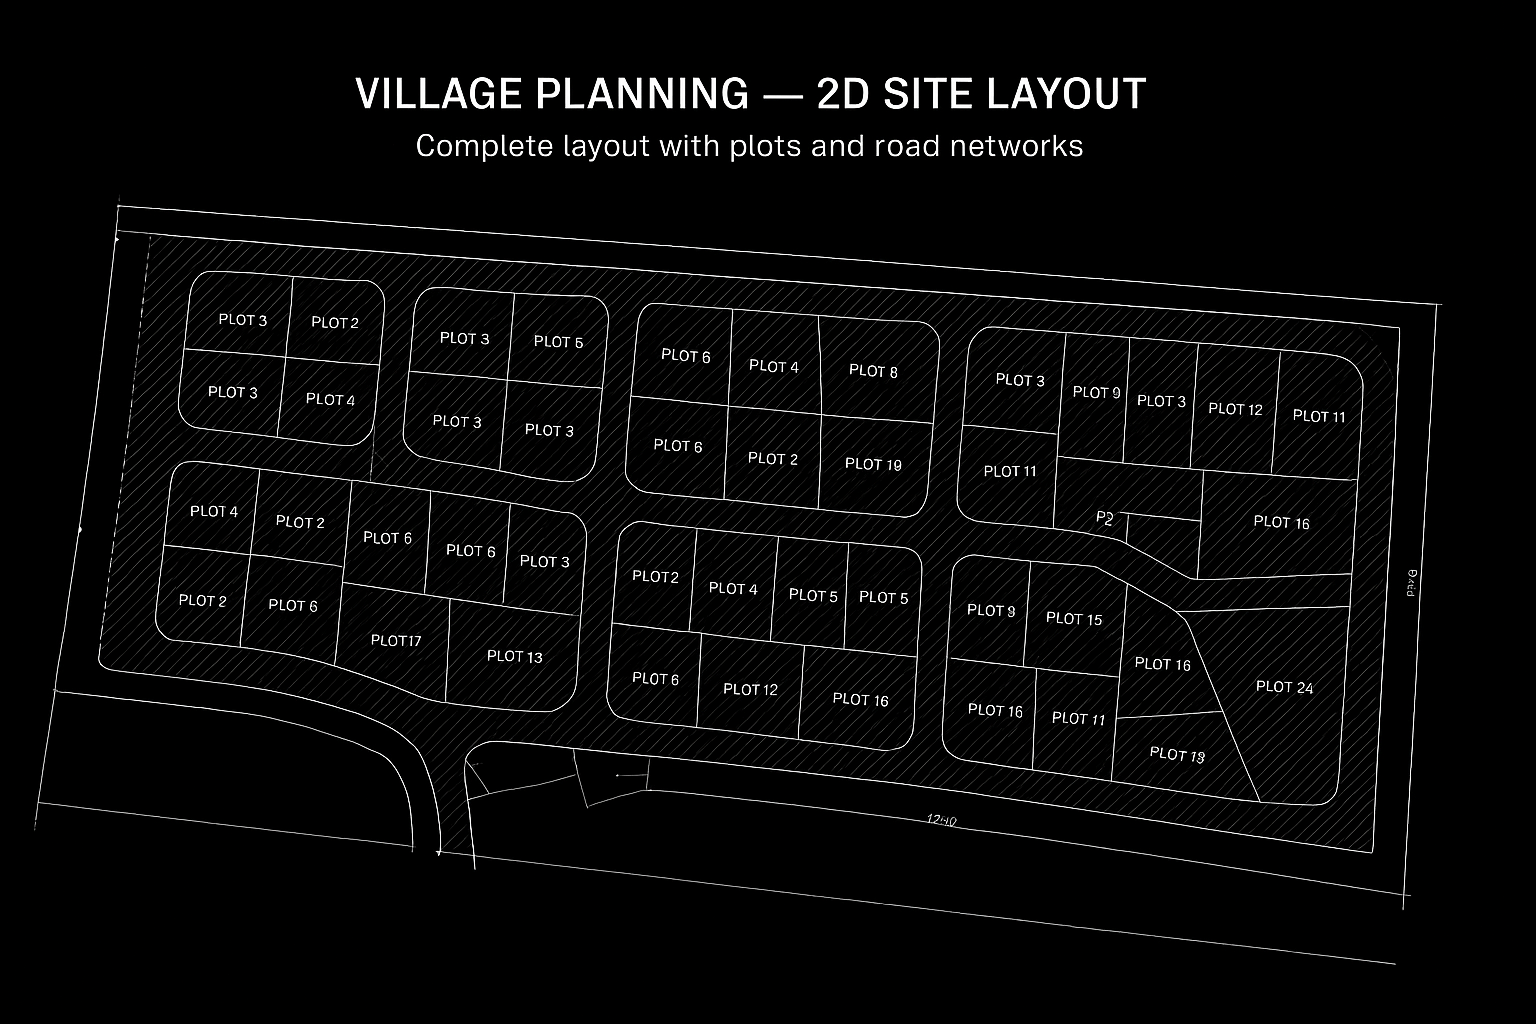 VILLAGE PLANNING — 2D SITE LAYOUT
Complete layout with plots and road networks
PLOT 3 PLOT 2
PLOT 3 PLOT 4
PLOT 3 PLOT 5
PLOT 3 PLOT 3
PLOT 6 PLOT 4 PLOT 8
PLOT 6 PLOT 2 PLOT 19
PLOT 3 PLOT 9 PLOT 3 PLOT 12 PLOT 11
PLOT 11 P2 PLOT 16
PLOT 4 PLOT 2 PLOT 6 PLOT 6 PLOT 3
PLOT 2 PLOT 6 PLOT17 PLOT 13
PLOT2 PLOT 4 PLOT 5 PLOT 5
PLOT 6 PLOT 12 PLOT 16
PLOT 9 PLOT 15 PLOT 16 PLOT 24
PLOT 16 PLOT 11 PLOT 19